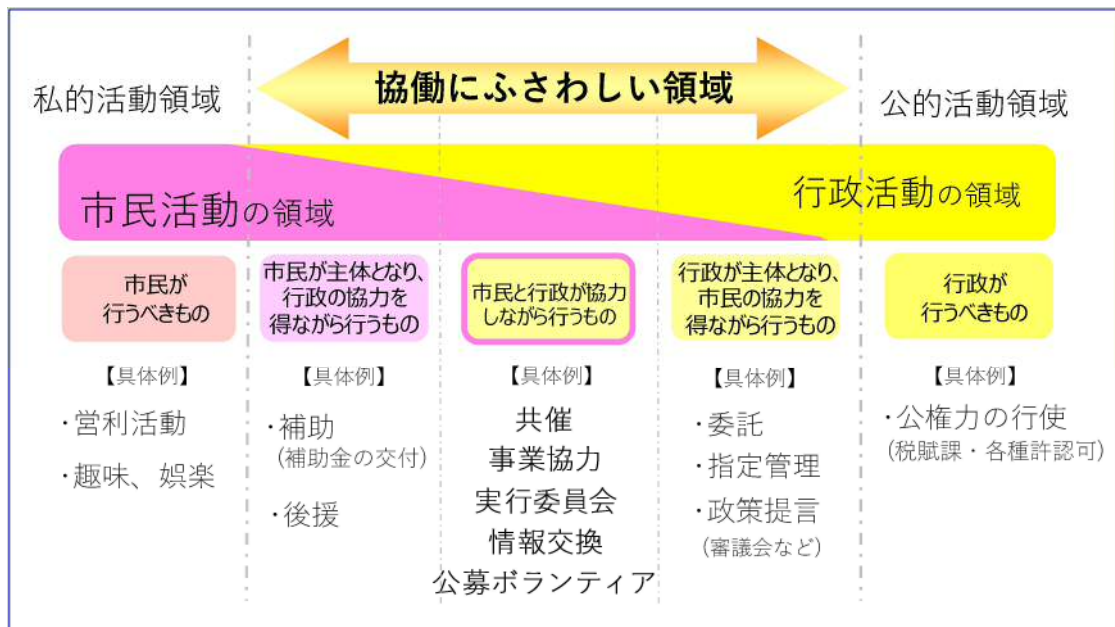 協働にふさわしい領域
私的活動領域
公的活動領域
市民活動の領域
行政活動の領域
市民が
行うべきもの
市民が主体となり、
行政の協力を
得ながら行うもの
市民と行政が協力
しながら行うもの
行政が主体となり、
市民の協力を
得ながら行うもの
行政が
行うべきもの
【具体例】
・営利活動
・趣味、娯楽
【具体例】
・補助
(補助金の交付)
・後援
【具体例】
共催
事業協力
実行委員会
情報交換
公募ボランティア
【具体例】
・委託
・指定管理
・政策提言
(審議会など)
【具体例】
・公権力の行使
(税賦課・各種許認可)